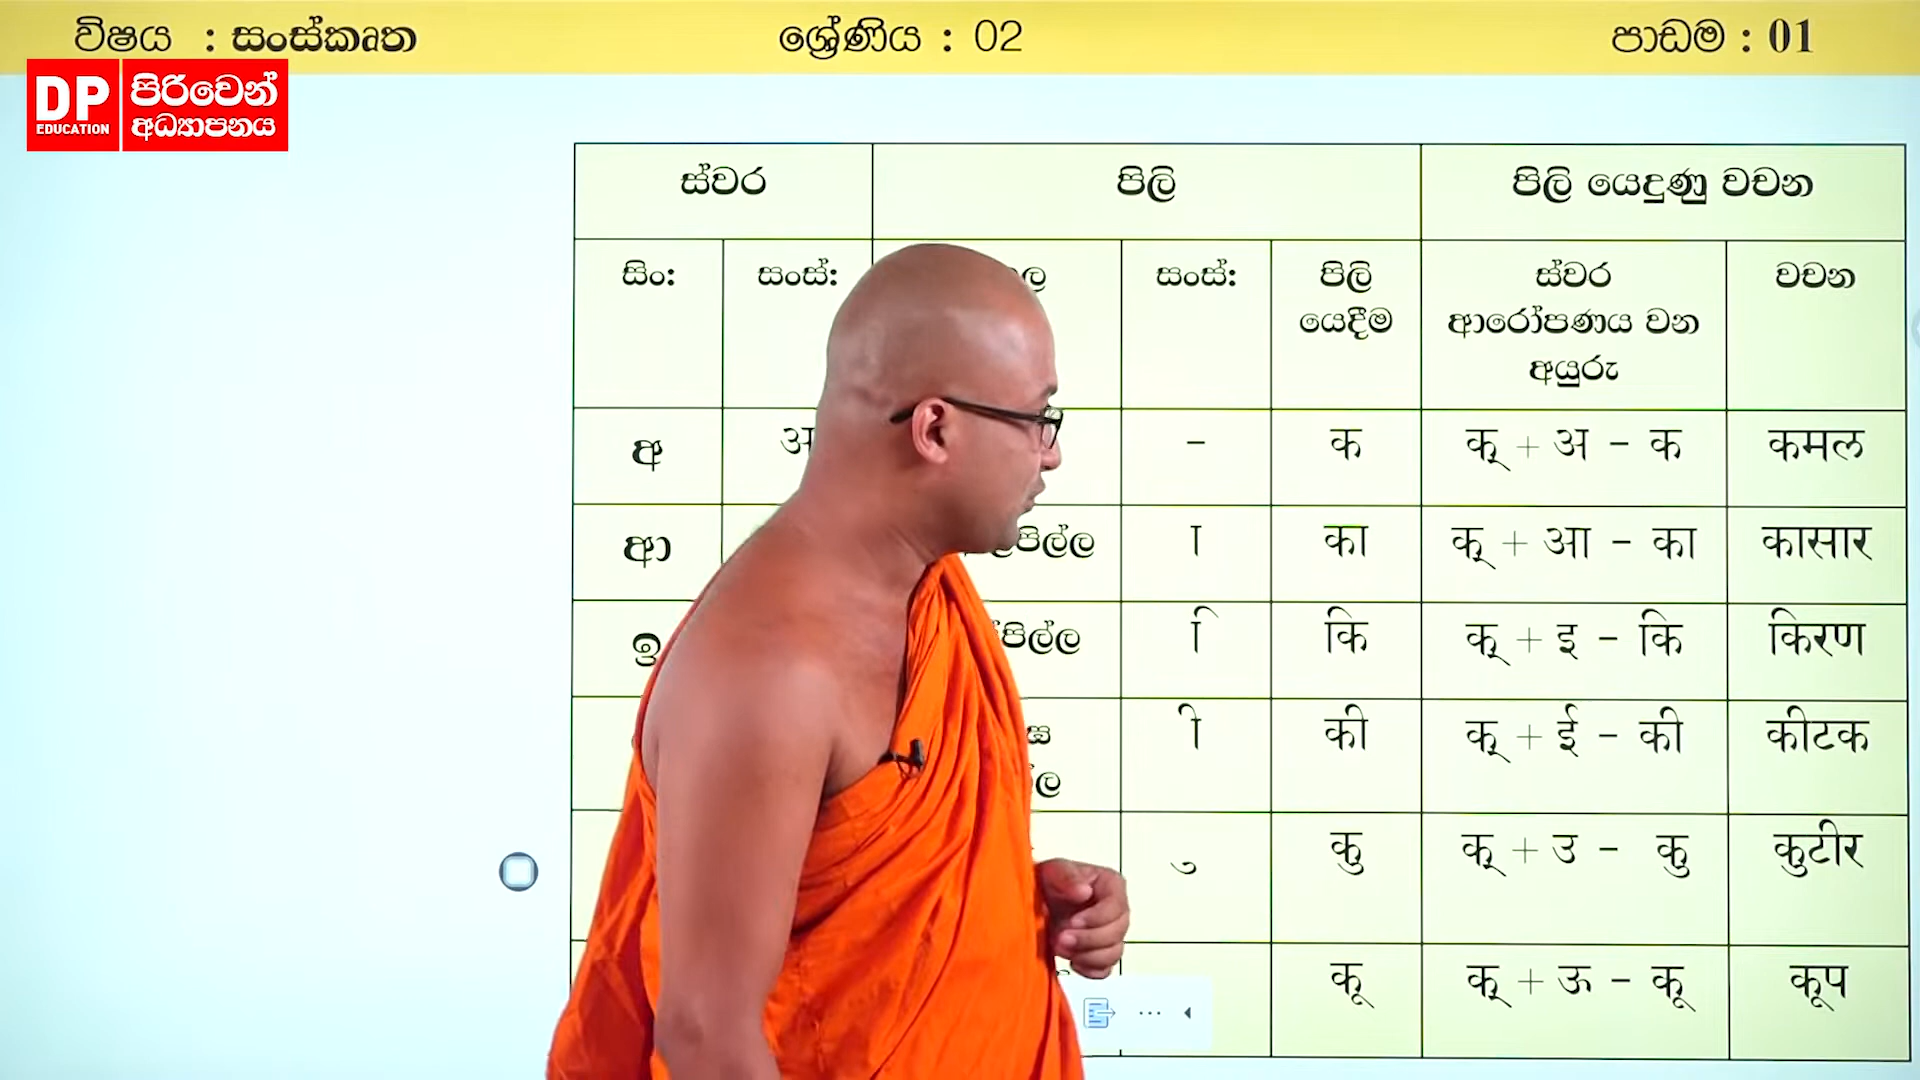 විෂය : සංස්කෘත ශ්‍රේණිය : 02 පාඩම : 01
DP EDUCATION පිරිවෙන් අධ්‍යාපනය
ස්වර පිලි පිලි යෙදුණු වචන
සිං: සංස්: සංස්: පිලි යෙදීම ස්වර ආරෝපණය වන අයුරු වචන
අ अ - क क् + अ - क कमल
ආ ा का क् + आ - का कासार
ඉ ි ि कि क् + इ - कि किरण
ी की क् + ई - की कीटक
ु कु क् + उ - कु कुटीर
कू क् + ऊ - कू कूप